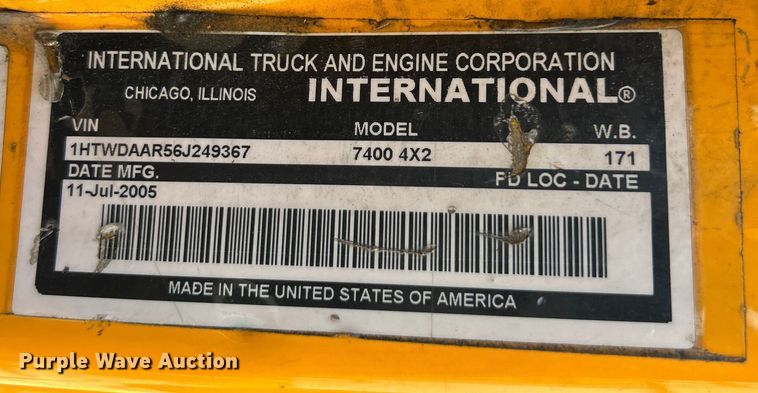 INTERNATIONAL TRUCK AND ENGINE CORPORATION
CHICAGO, ILLINOIS INTERNATIONAL®
VIN MODEL W.B.
1HTWDAAR56J249367 7400 4X2 171
DATE MFG. FD LOC - DATE
11-Jul-2005
MADE IN THE UNITED STATES OF AMERICA
Purple Wave Auction